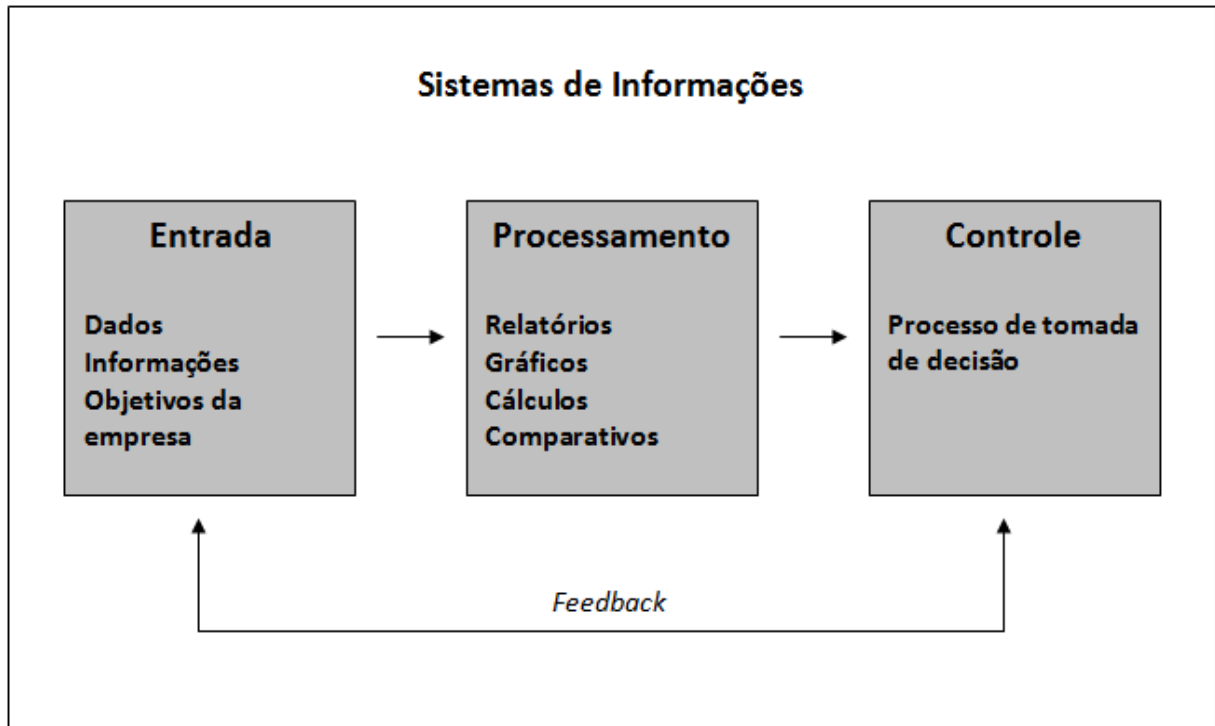 Sistemas de Informações
Entrada
Dados
Informações
Objetivos da
empresa
Processamento
Relatórios
Gráficos
Cálculos
Comparativos
Controle
Processo de tomada
de decisão
Feedback